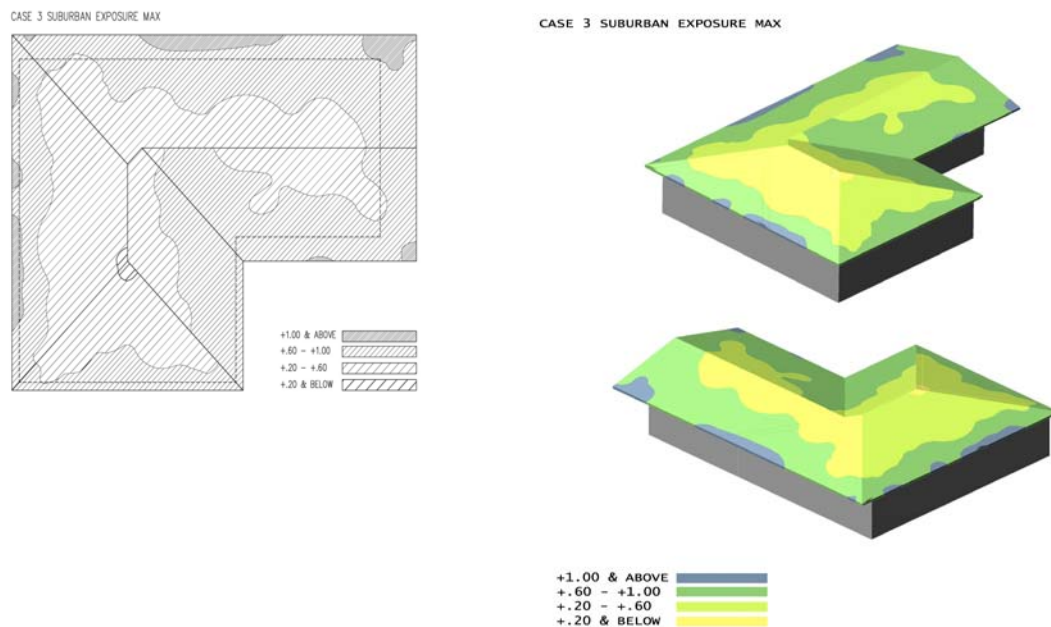 CASE 3 SUBURBAN EXPOSURE MAX
+1.00 & ABOVE
+.60 - +1.00
+.20 - +.60
+.20 & BELOW
CASE 3 SUBURBAN EXPOSURE MAX
+1.00 & ABOVE
+.60 - +1.00
+.20 - +.60
+.20 & BELOW